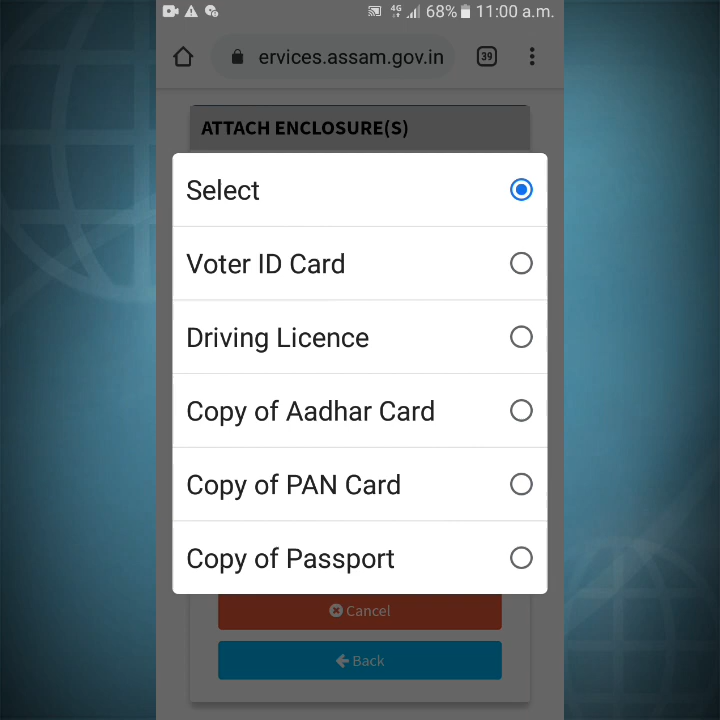 4G 68% 11:00 a.m.
ervices.assam.gov.in 39
ATTACH ENCLOSURE(S)
Select
Voter ID Card
Driving Licence
Copy of Aadhar Card
Copy of PAN Card
Copy of Passport
Cancel
Back